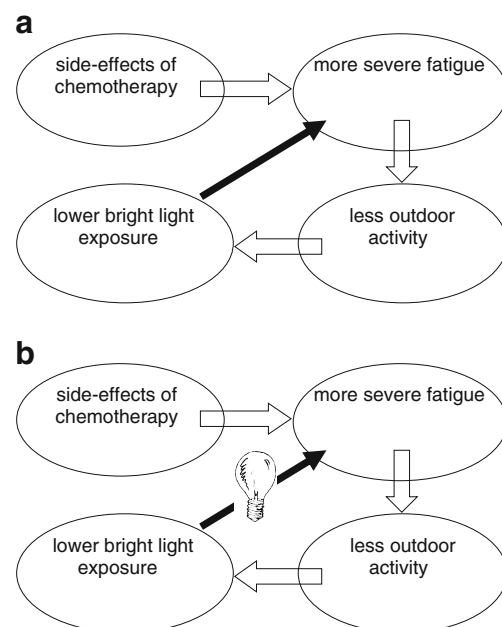 a
side-effects of
chemotherapy
more severe fatigue
lower bright light
exposure
less outdoor
activity
b
side-effects of
chemotherapy
more severe fatigue
lower bright light
exposure
less outdoor
activity